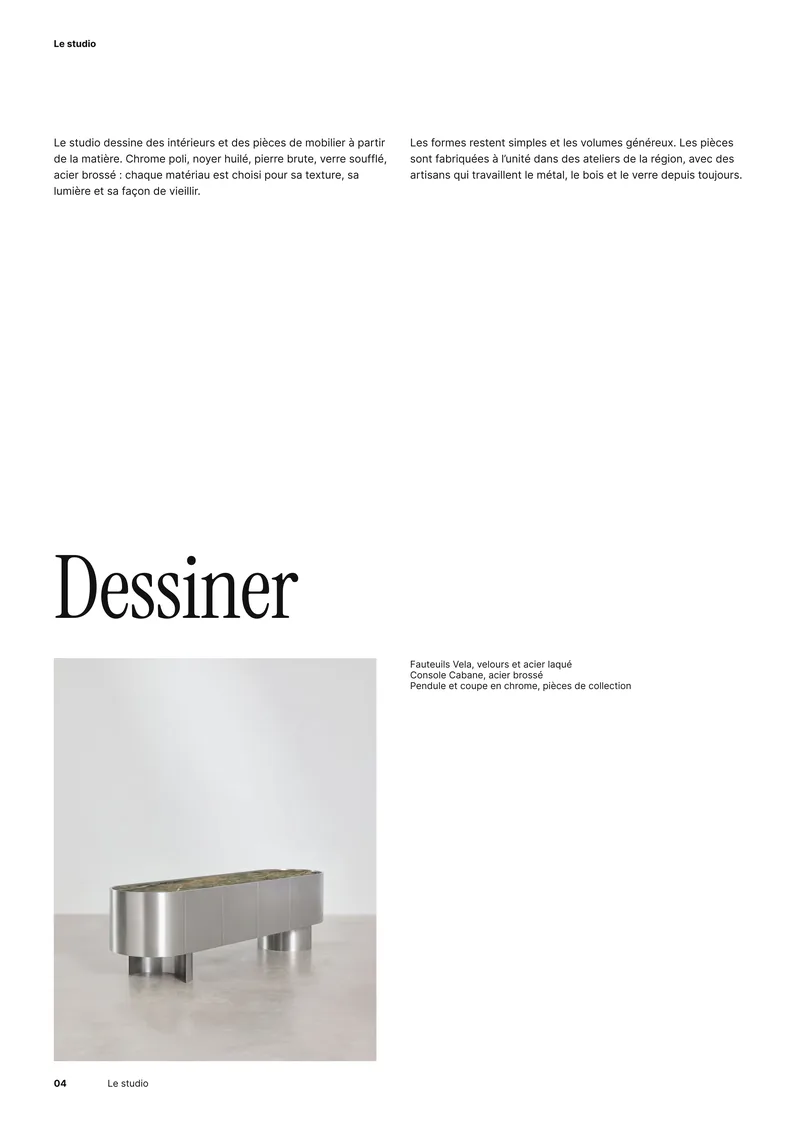 Le studio
Le studio dessine des intérieurs et des pièces de mobilier à partir
de la matière. Chrome poli, noyer huilé, pierre brute, verre soufflé,
acier brossé : chaque matériau est choisi pour sa texture, sa
lumière et sa façon de vieillir.
Les formes restent simples et les volumes généreux. Les pièces
sont fabriquées à l’unité dans des ateliers de la région, avec des
artisans qui travaillent le métal, le bois et le verre depuis toujours.
Dessiner
Fauteuils Vela, velours et acier laqué
Console Cabane, acier brossé
Pendule et coupe en chrome, pièces de collection
04 Le studio